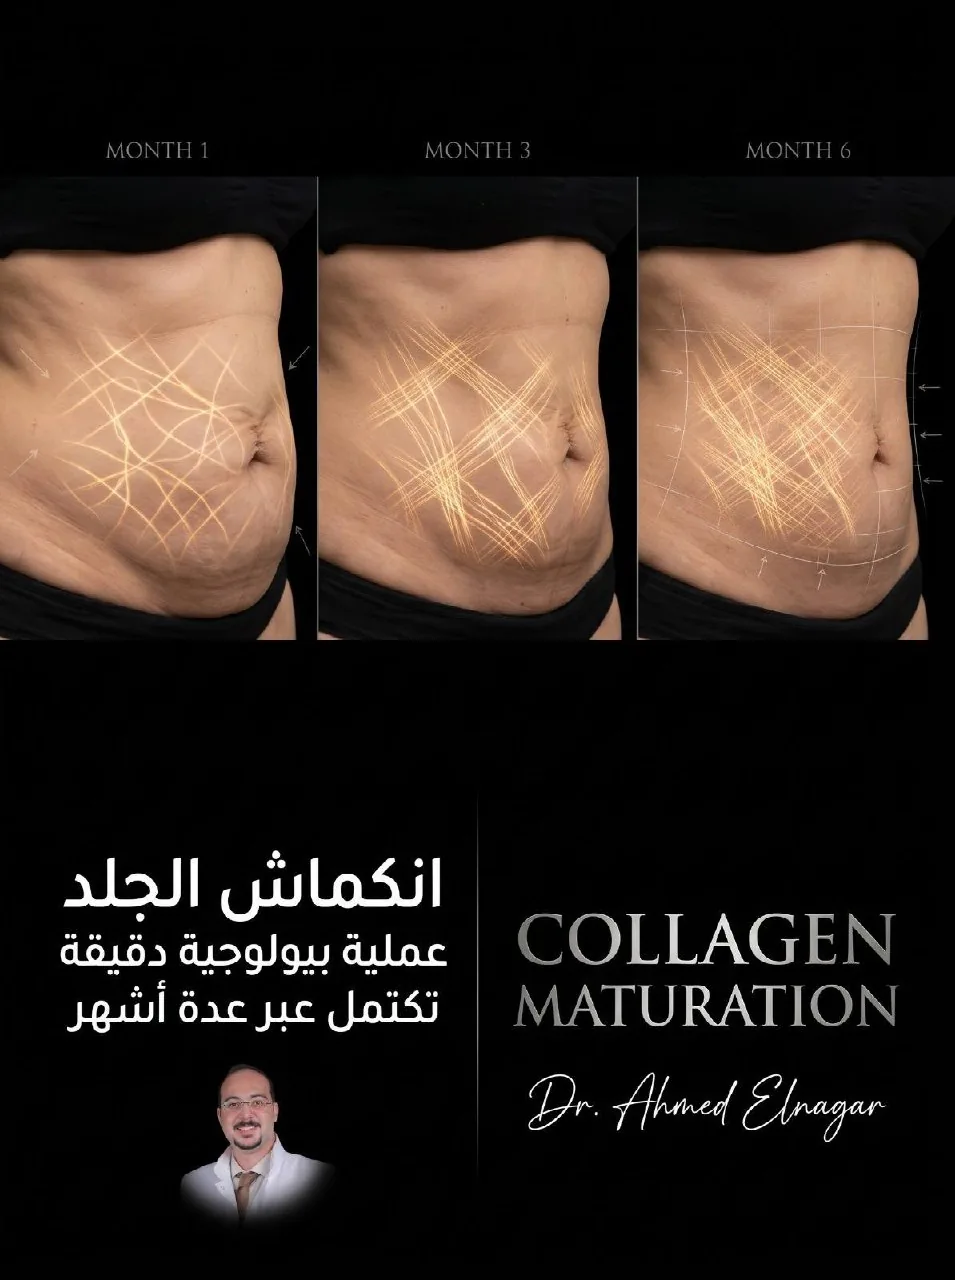 MONTH 1
MONTH 3
MONTH 6
انكماش الجلد
عملية بيولوجية دقيقة
تكتمل عبر عدة أشهر
COLLAGEN
MATURATION
Dr. Ahmed Elnagar